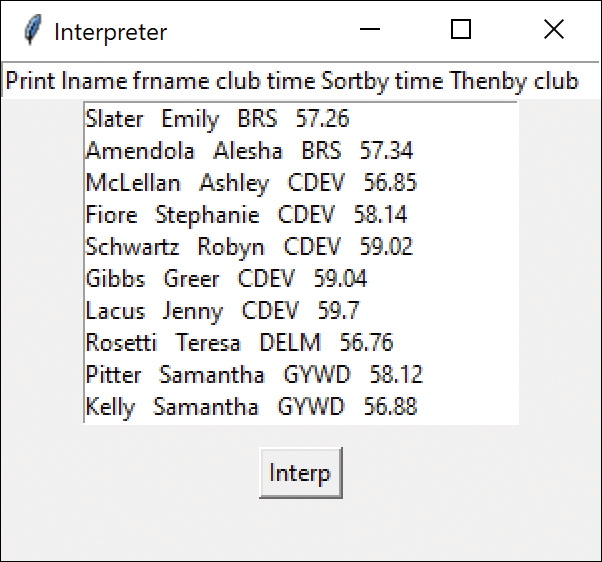 Interpreter
Print lname frname club time Sortby time Thenby club
Slater Emily BRS 57.26
Amendola Alesha BRS 57.34
McLellan Ashley CDEV 56.85
Fiore Stephanie CDEV 58.14
Schwartz Robyn CDEV 59.02
Gibbs Greer CDEV 59.04
Lacus Jenny CDEV 59.7
Rosetti Teresa DELM 56.76
Pitter Samantha GYWD 58.12
Kelly Samantha GYWD 56.88
Interp